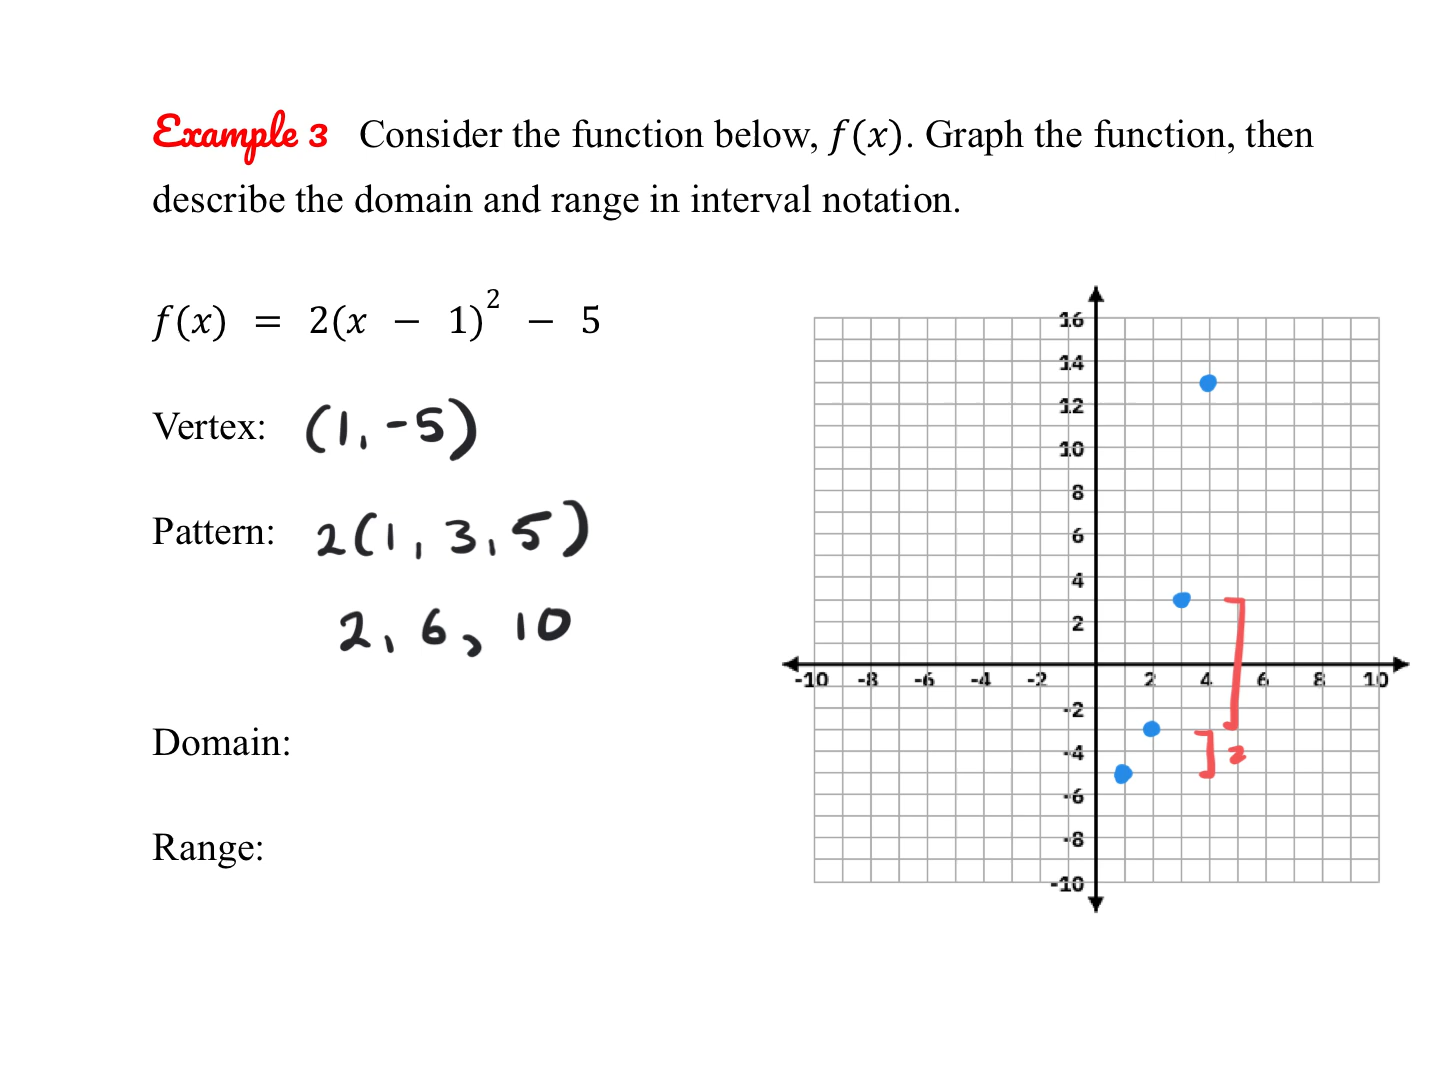 Example 3 Consider the function below, f(x). Graph the function, then
describe the domain and range in interval notation.
f(x) = 2(x − 1)² − 5
Vertex: (1, -5)
Pattern: 2(1, 3, 5)
2, 6, 10
Domain:
Range:
16
14
12
10
8
6
4
2
-10 -8 -6 -4 -2 2 4 6 8 10
-2
-4 2
-6
-8
-10